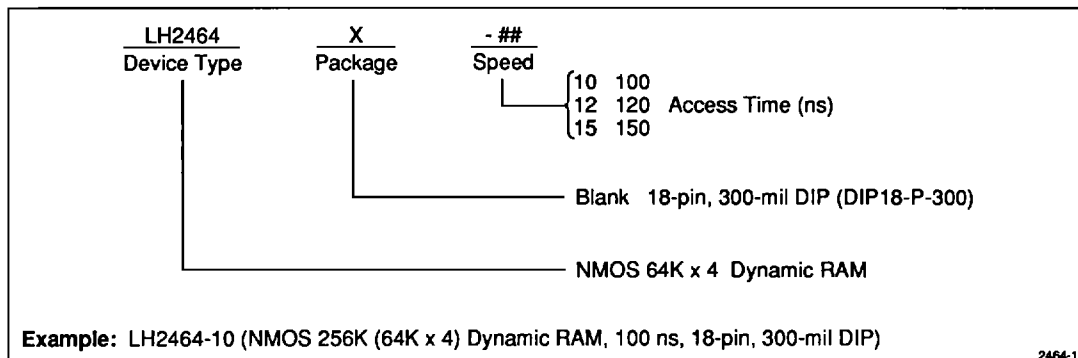 LH2464 X - ##
Device Type Package Speed
10 100
12 120 Access Time (ns)
15 150
Blank 18-pin, 300-mil DIP (DIP18-P-300)
NMOS 64K x 4 Dynamic RAM
Example: LH2464-10 (NMOS 256K (64K x 4) Dynamic RAM, 100 ns, 18-pin, 300-mil DIP)